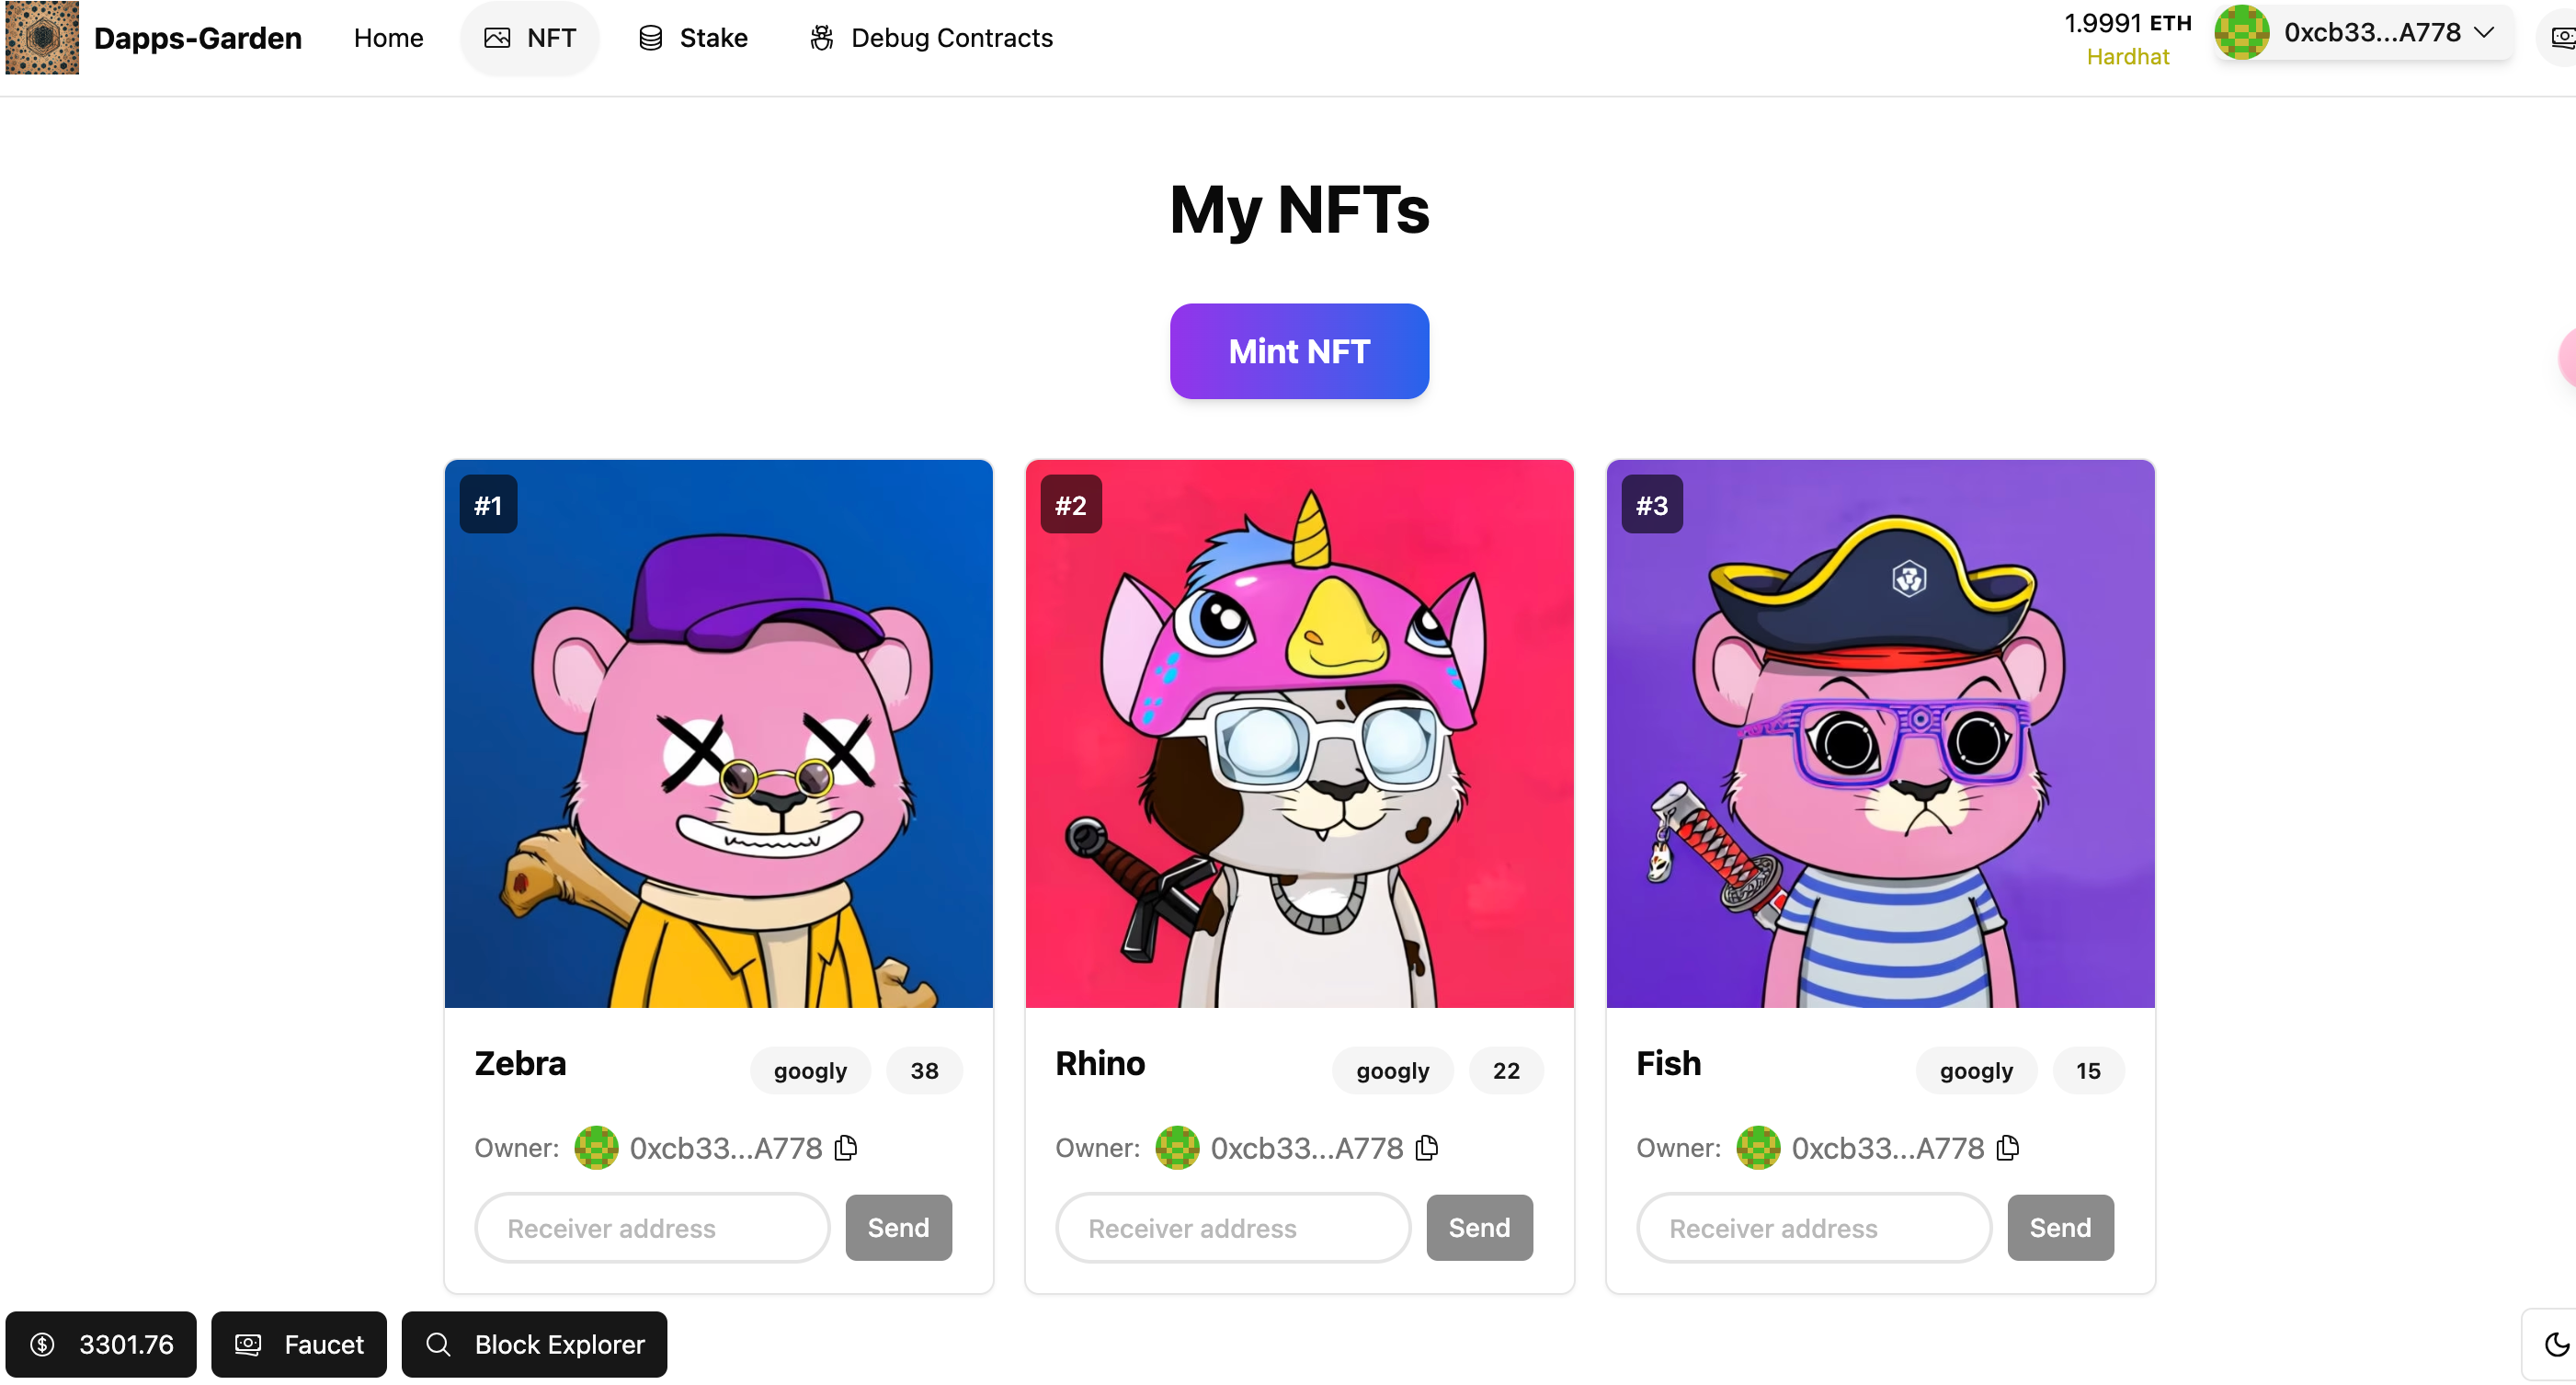 Dapps-Garden Home NFT Stake Debug Contracts 1.9991 ETH 0xcb33...A778
Hardhat
My NFTs
Mint NFT
#1 #2 #3
Zebra googly 38 Rhino googly 22 Fish googly 15
Owner: 0xcb33...A778 Owner: 0xcb33...A778 Owner: 0xcb33...A778
Receiver address Send Receiver address Send Receiver address Send
3301.76 Faucet Block Explorer